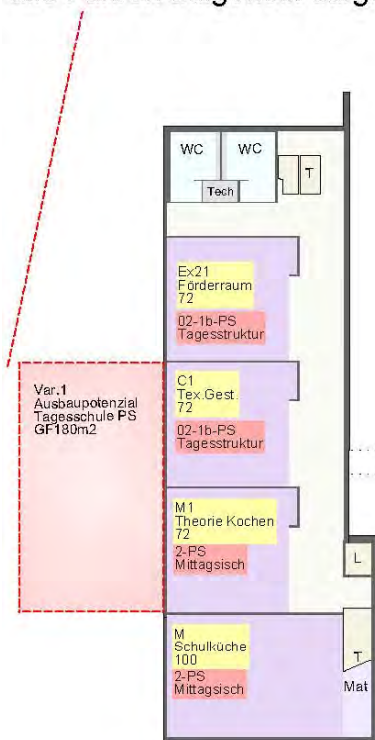 WC
WC
Tech
T
Ex21
Förderraum
72
02-1b-PS
Tagesstruktur
Var.1
Ausbaupotenzial
Tagesschule PS
GF180m2
C1
Tex.Gest.
72
02-1b-PS
Tagesstruktur
M1
Theorie Kochen
72
2-PS
Mittagsisch
L
M
Schulküche
100
2-PS
Mittagsisch
T
Mat